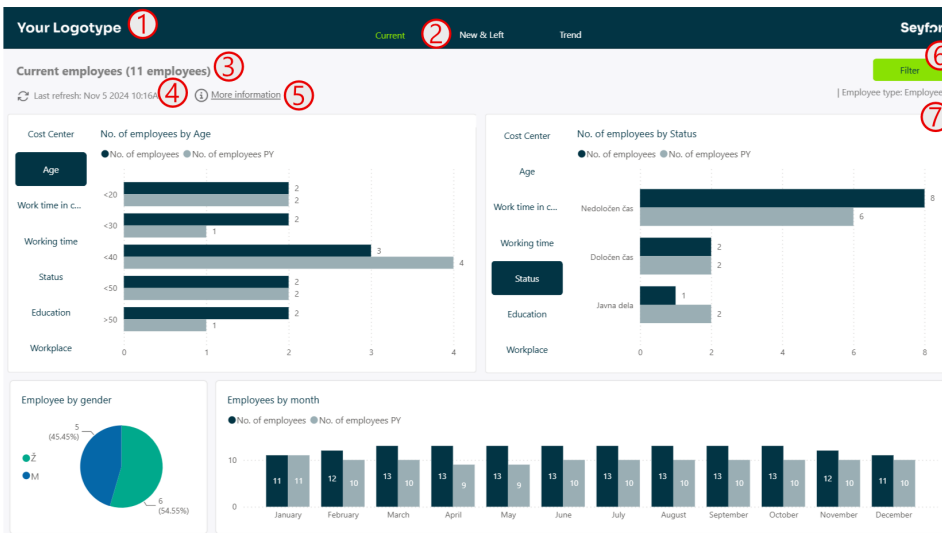 Your Logotype 1
Current 2 New & Left Trend
Seyfor
Current employees (11 employees) 3
6
Filter
Last refresh: Nov 5 2024 10:16A 4 More information 5
| Employee type: Employee
7
Cost Center
Age
Work time in c...
Working time
Status
Education
Workplace
No. of employees by Age
No. of employees No. of employees PY
<20 2 2
<30 2 1
<40 3 4
<50 2 2
>50 2 1
0 1 2 3 4
Cost Center
Age
Work time in c...
Working time
Status
Education
Workplace
No. of employees by Status
No. of employees No. of employees PY
Nedoločen čas 8 6
Določen čas 2 2
Javna dela 1 2
0 2 4 6 8
Employee by gender
5
(45.45%)
Ž
M
6
(54.55%)
Employees by month
No. of employees No. of employees PY
10
11 11 12 10 13 10 13 9 13 9 13 10 13 10 13 10 13 10 13 10 12 10 11 10
0
January February March April May June July August September October November December